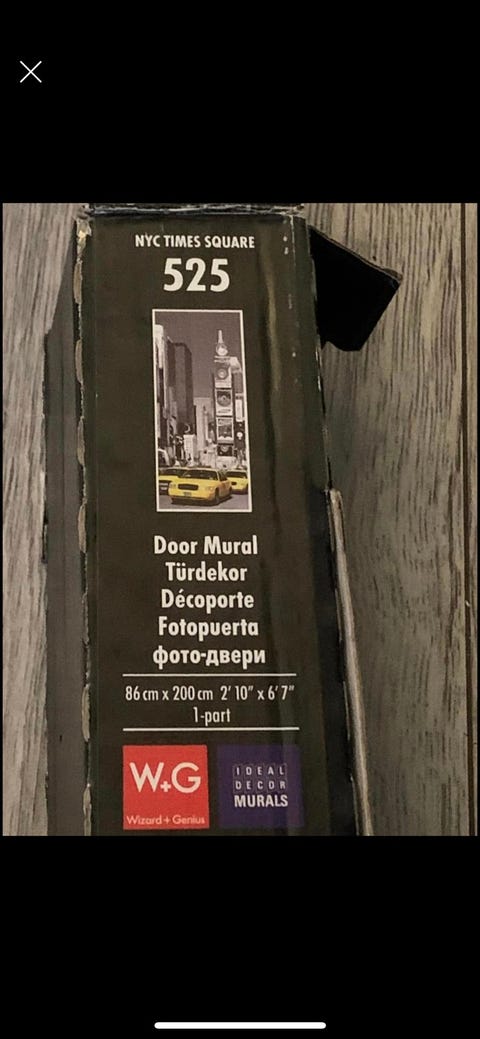 NYC TIMES SQUARE
525
Door Mural
Türdekor
Décoporte
Fotopuerta
фото-двери
86 cm x 200 cm 2' 10" x 6' 7"
1-part
W+G
Wizard + Genius
IDEAL
DECOR
MURALS